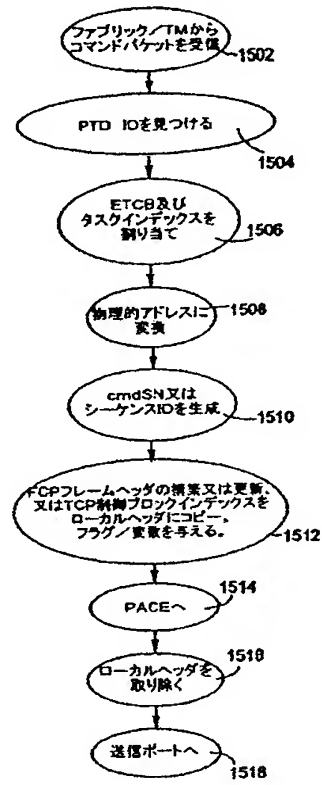 ファブリック/TMから
コマンドパケットを受信
1502
PTD IOを見つける
1504
ETCB及び
タスクインデックスを
割り当て
1506
物理的アドレスに
変換
1508
cmdSN又は
シーケンスIDを生成
1510
FCPフレームヘッダの構築又は更新、
又はTCP制御ブロックインデックスを
ローカルヘッダにコピー。
フラグ/変数を与える。
1512
PACEへ
1514
ローカルヘッダを
取り除く
1516
送信ポートへ
1518